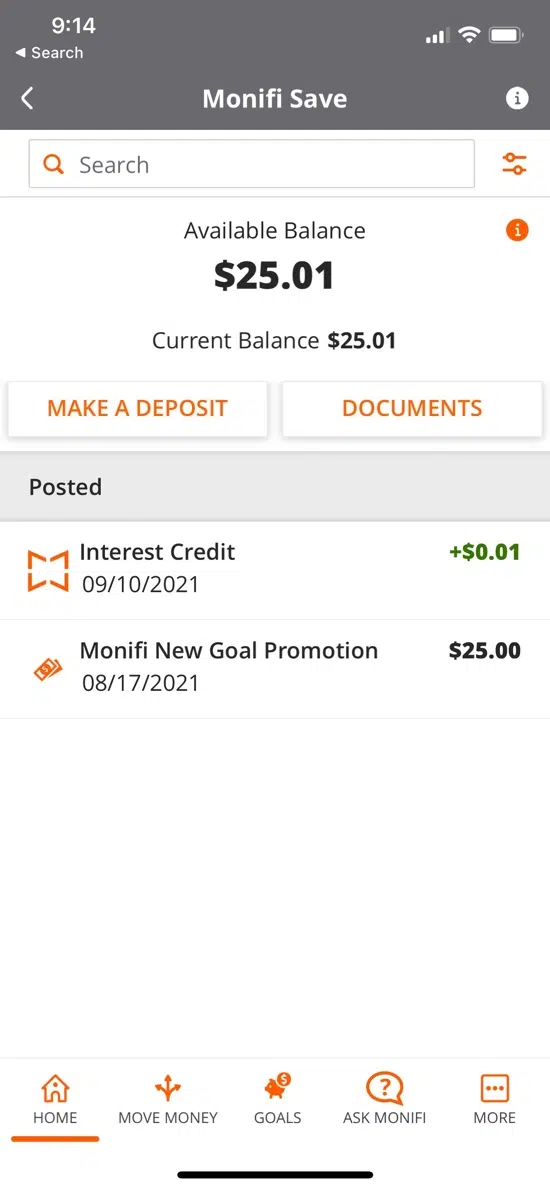 9:14
◀ Search
Monifi Save
Search
Available Balance
$25.01
Current Balance $25.01
MAKE A DEPOSIT
DOCUMENTS
Posted
Interest Credit +$0.01
09/10/2021
Monifi New Goal Promotion $25.00
08/17/2021
HOME MOVE MONEY GOALS ASK MONIFI MORE